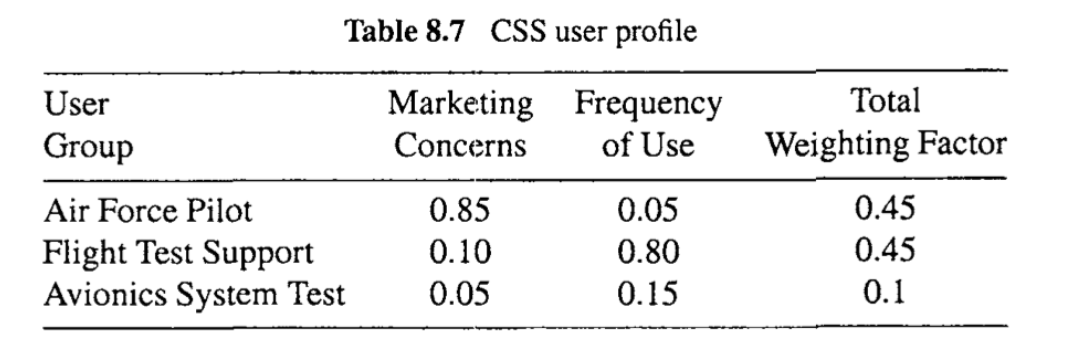 Table 8.7 CSS user profile
User Marketing Frequency Total
Group Concerns of Use Weighting Factor
Air Force Pilot 0.85 0.05 0.45
Flight Test Support 0.10 0.80 0.45
Avionics System Test 0.05 0.15 0.1